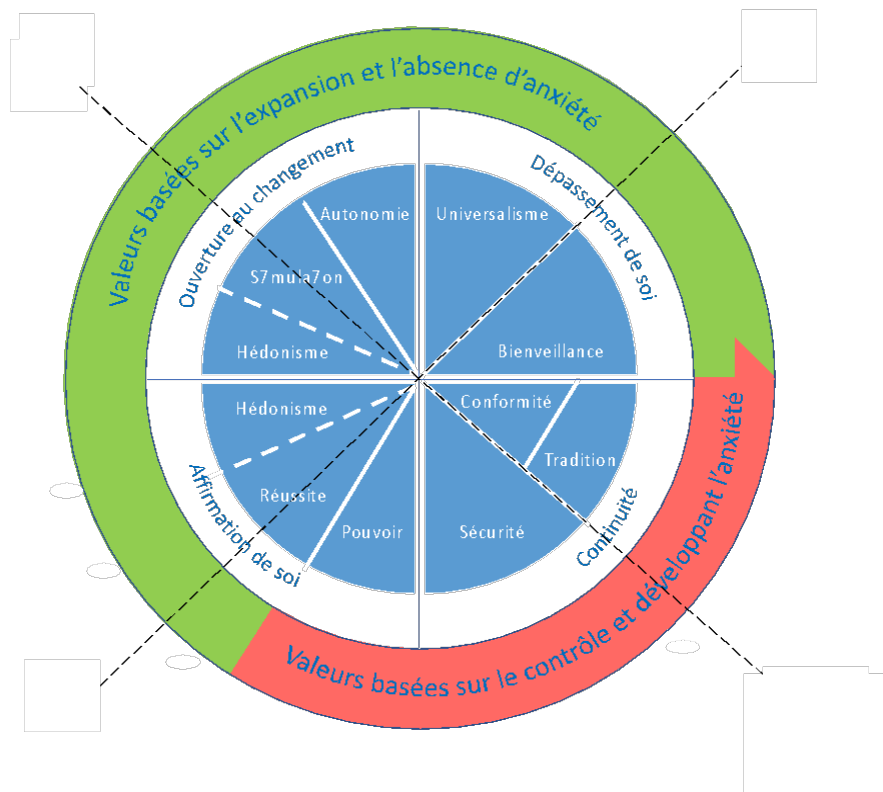 Valeurs basées sur l'expansion et l'absence d'anxiété
Ouverture au changement
Dépassement de soi
Autonomie
Universalisme
S7mula7on
Hédonisme
Bienveillance
Hédonisme
Conformité
Tradition
Réussite
Pouvoir
Sécurité
Affirmation de soi
Continuité
Valeurs basées sur le contrôle et développant l'anxiété